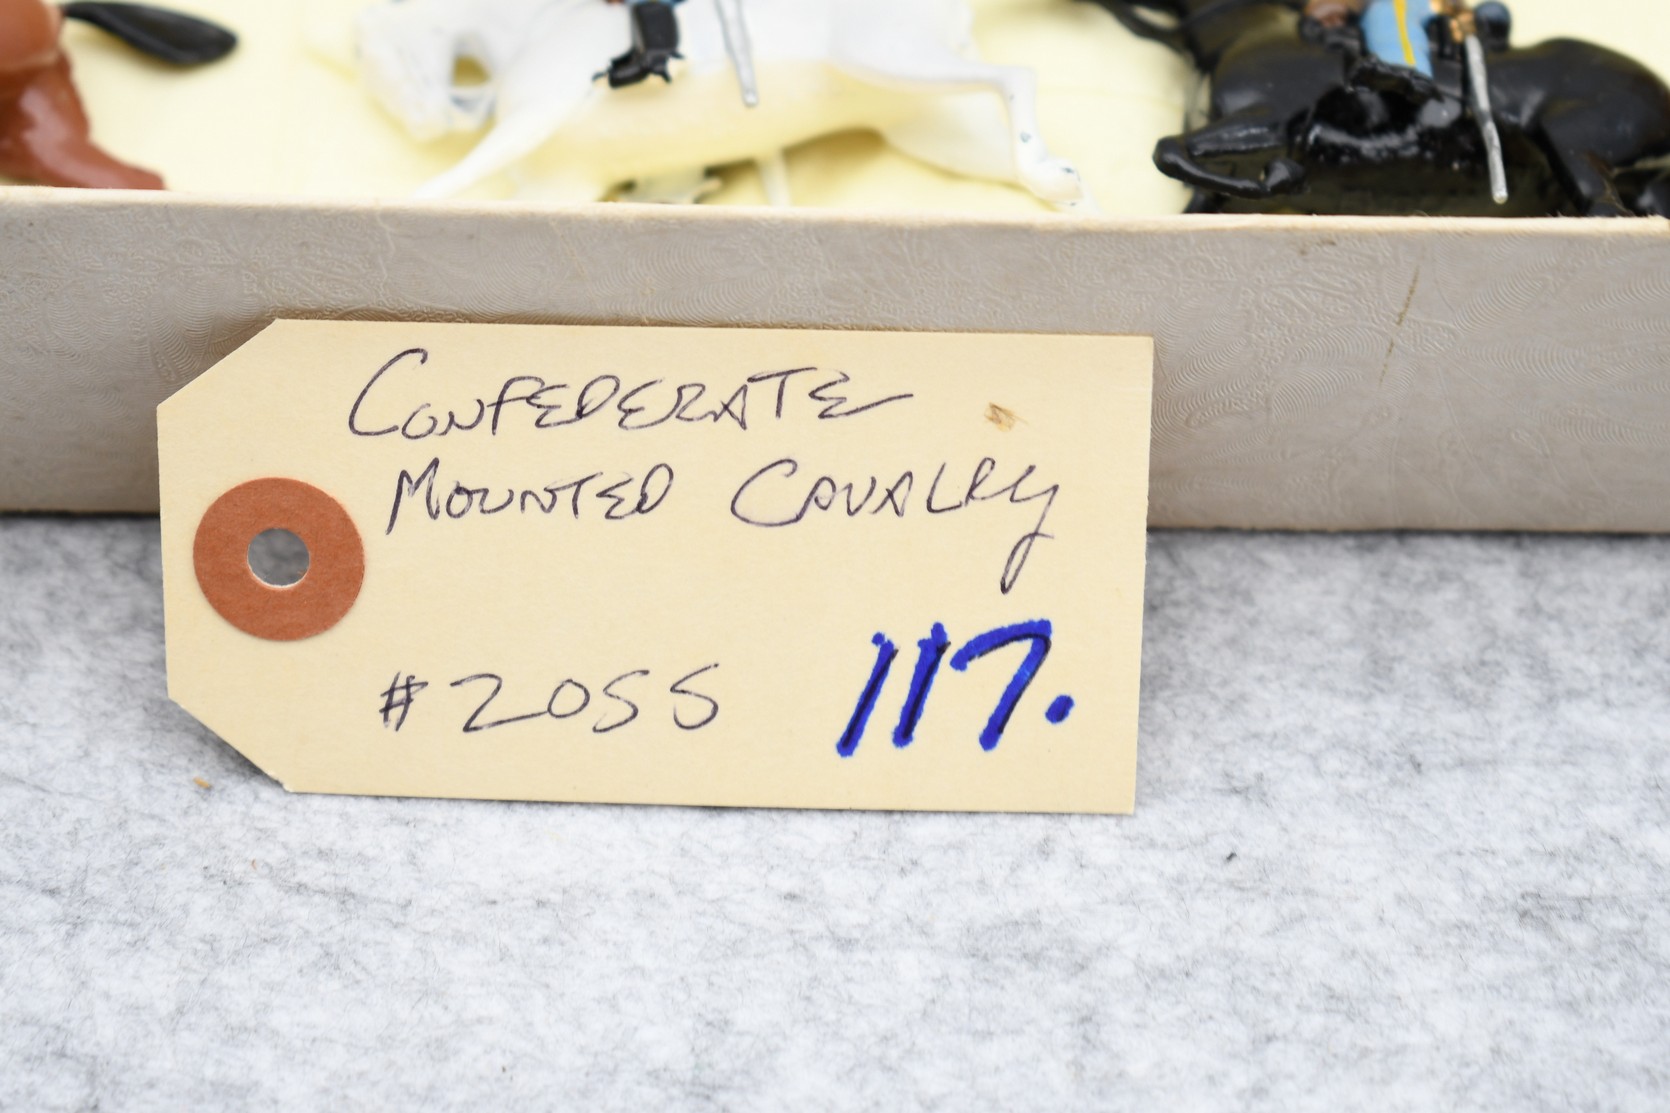 CONFEDERATE
MOUNTED CAVALRY
#2055 117.